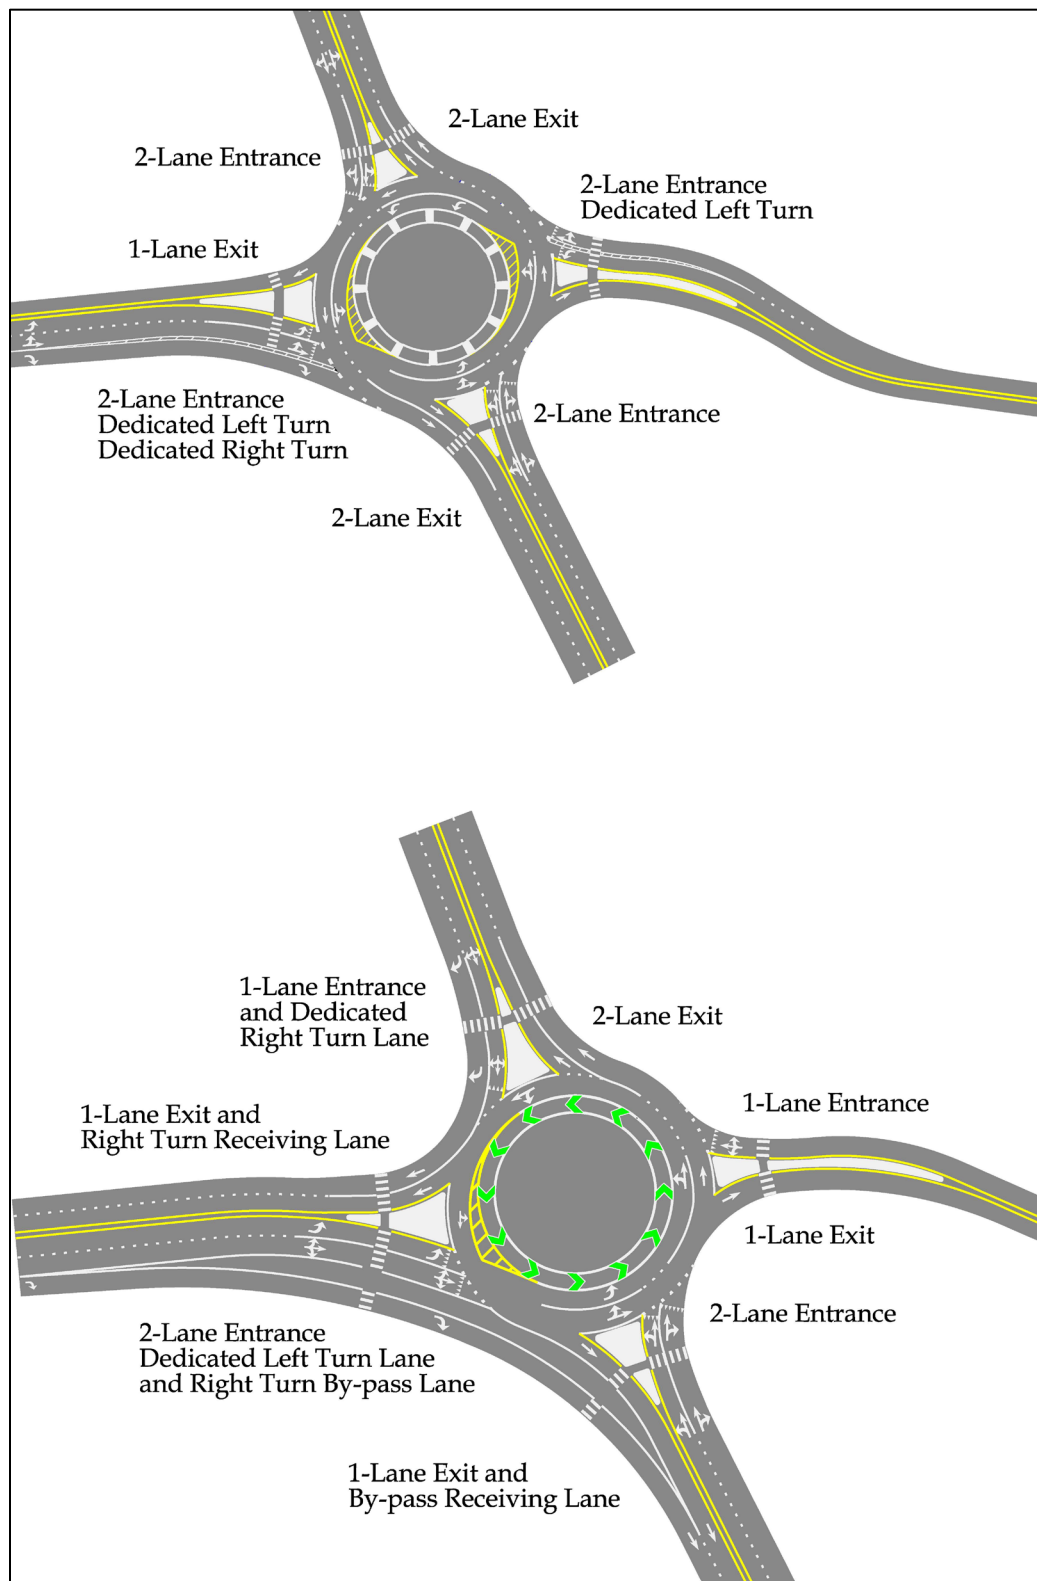 2-Lane Exit
2-Lane Entrance
2-Lane Entrance
Dedicated Left Turn
1-Lane Exit
2-Lane Entrance
Dedicated Left Turn
Dedicated Right Turn
2-Lane Entrance
2-Lane Exit
1-Lane Entrance
and Dedicated
Right Turn Lane
2-Lane Exit
1-Lane Exit and
Right Turn Receiving Lane
1-Lane Entrance
1-Lane Exit
2-Lane Entrance
2-Lane Entrance
Dedicated Left Turn Lane
and Right Turn By-pass Lane
1-Lane Exit and
By-pass Receiving Lane